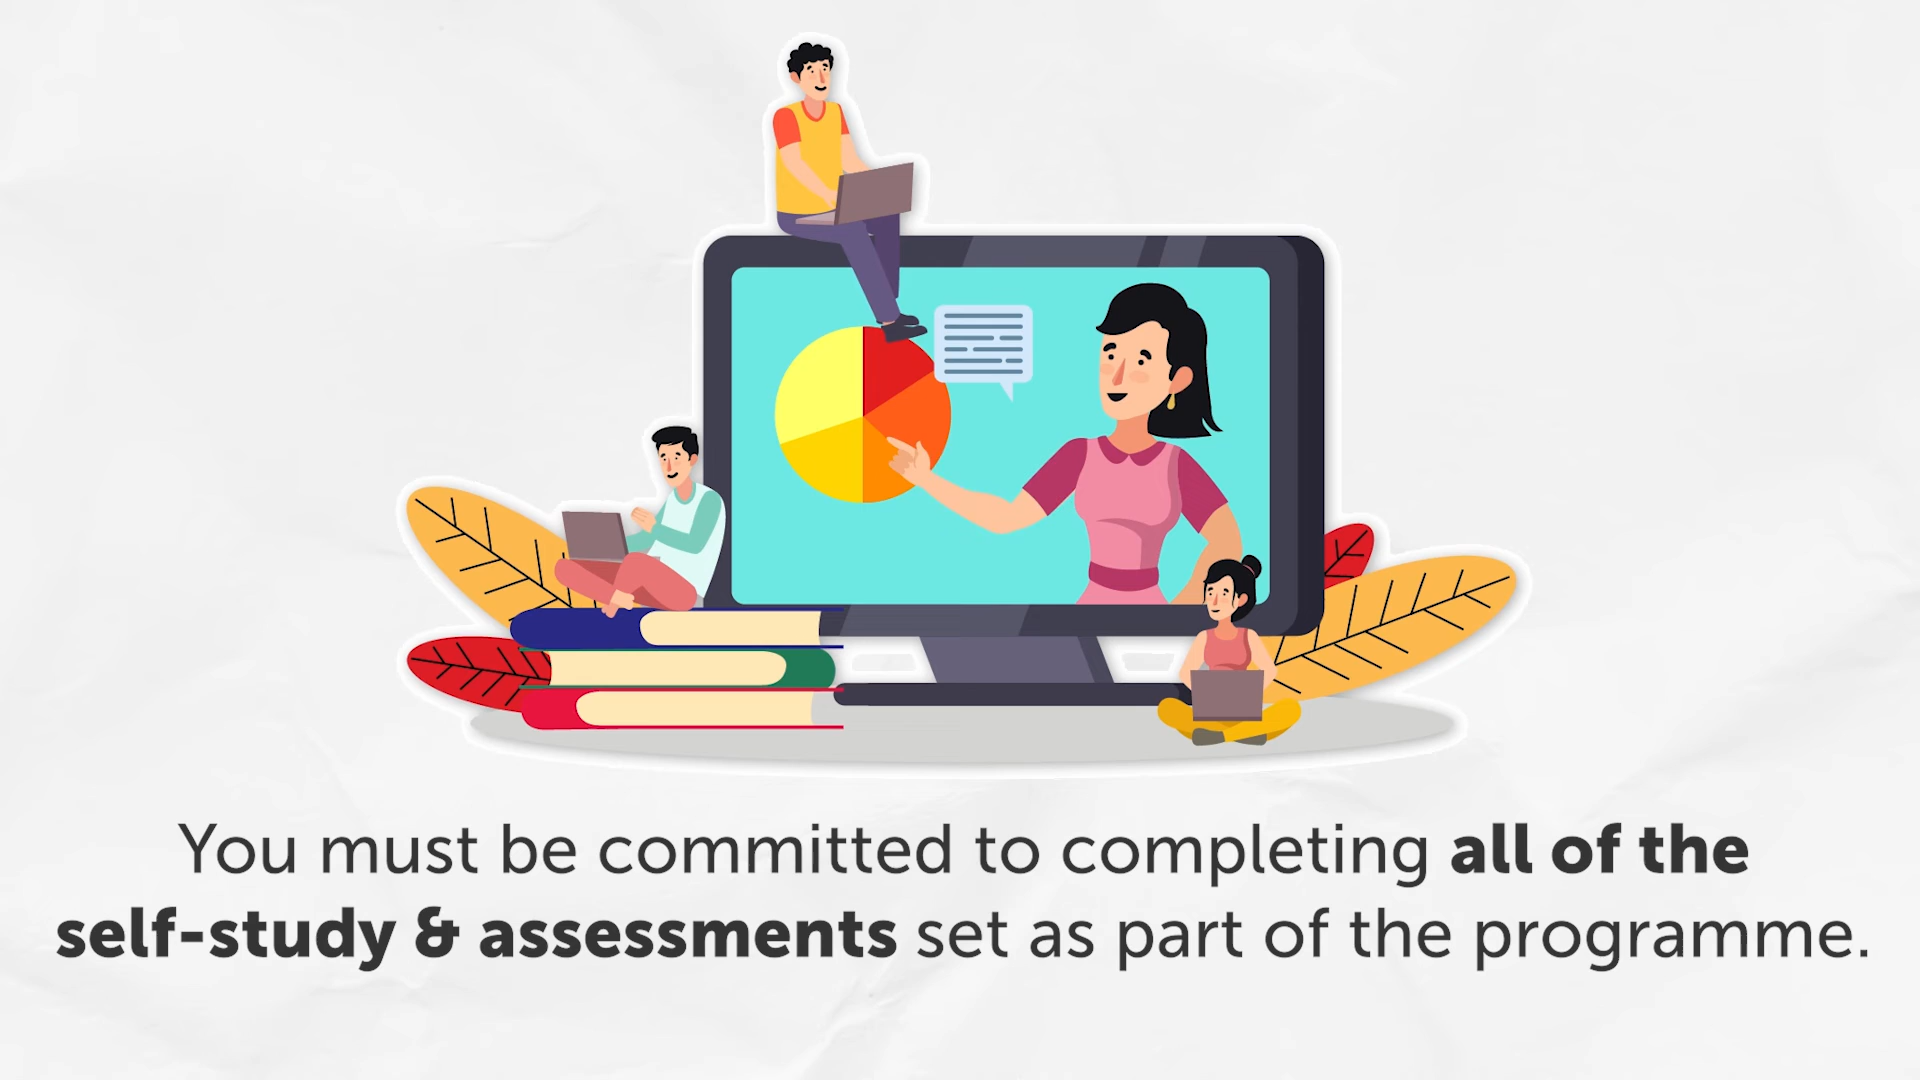 You must be committed to completing all of the
self-study & assessments set as part of the programme.